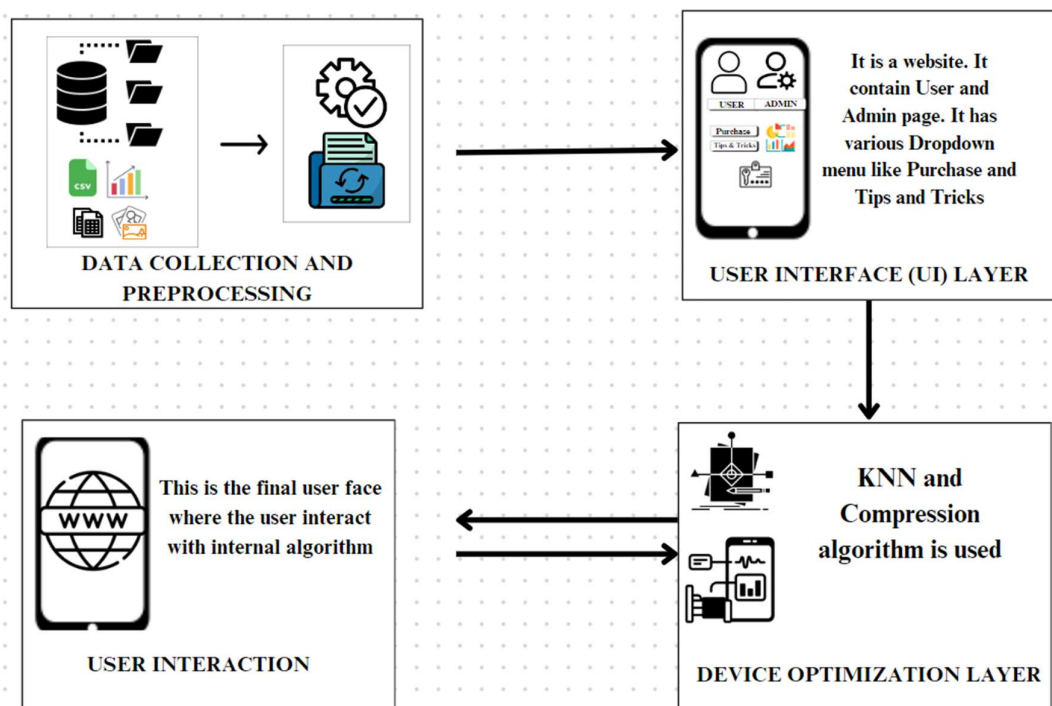 CSV
DATA COLLECTION AND
PREPROCESSING
USER
ADMIN
Purchase
Tips & Tricks
It is a website. It
contain User and
Admin page. It has
various Dropdown
menu like Purchase and
Tips and Tricks
USER INTERFACE (UI) LAYER
WWW
This is the final user face
where the user interact
with internal algorithm
USER INTERACTION
KNN and
Compression
algorithm is used
DEVICE OPTIMIZATION LAYER